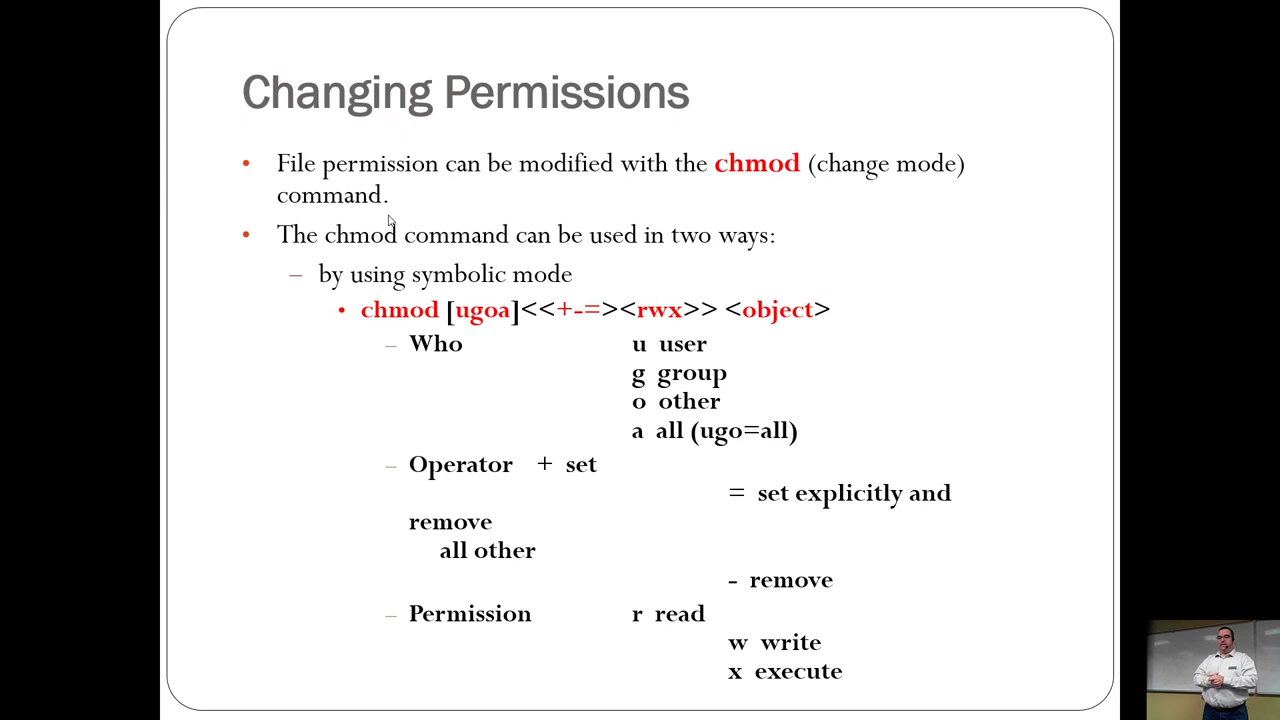 Changing Permissions
• File permission can be modified with the chmod (change mode)
command.
• The chmod command can be used in two ways:
– by using symbolic mode
• chmod [ugoa]<<+-=><rwx>> <object>
– Who u user
g group
o other
a all (ugo=all)
– Operator + set
= set explicitly and
remove
all other
- remove
– Permission r read
w write
x execute